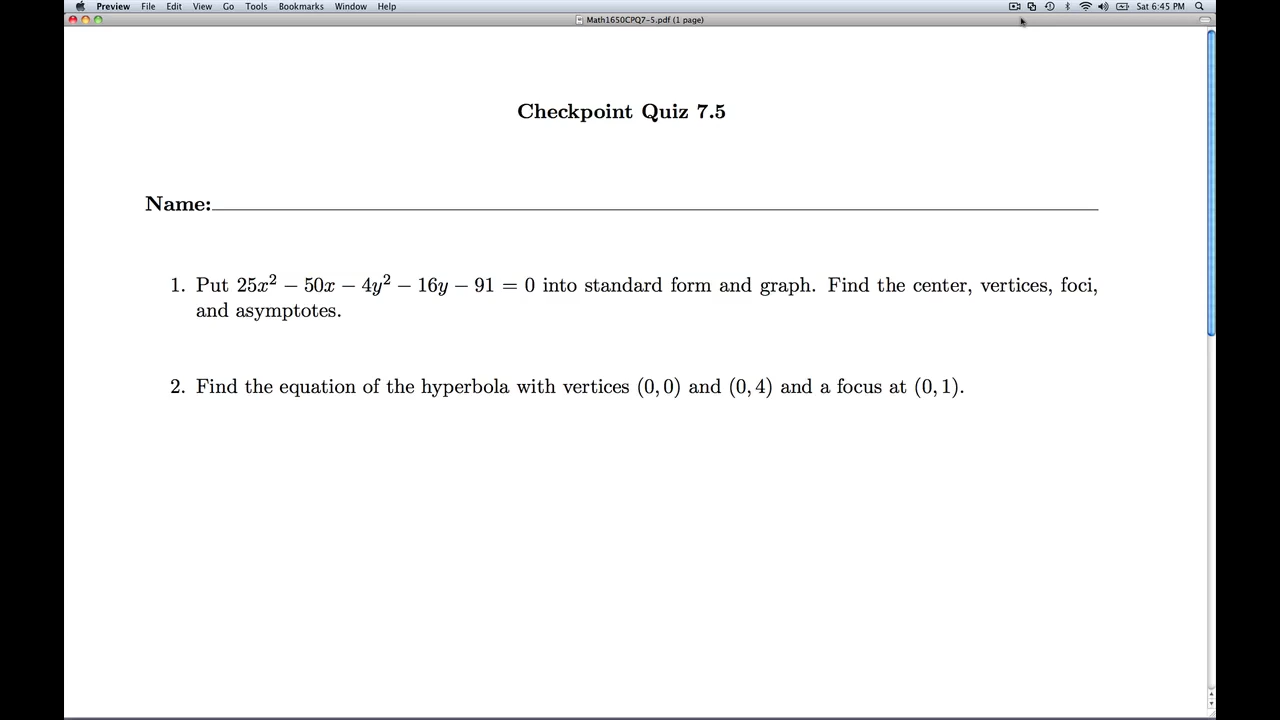 Preview File Edit View Go Tools Bookmarks Window Help Sat 6:45 PM
Math1650CPQ7-5.pdf (1 page)
Checkpoint Quiz 7.5
Name:
1. Put 25x² − 50x − 4y² − 16y − 91 = 0 into standard form and graph. Find the center, vertices, foci,
and asymptotes.
2. Find the equation of the hyperbola with vertices (0, 0) and (0, 4) and a focus at (0, 1).